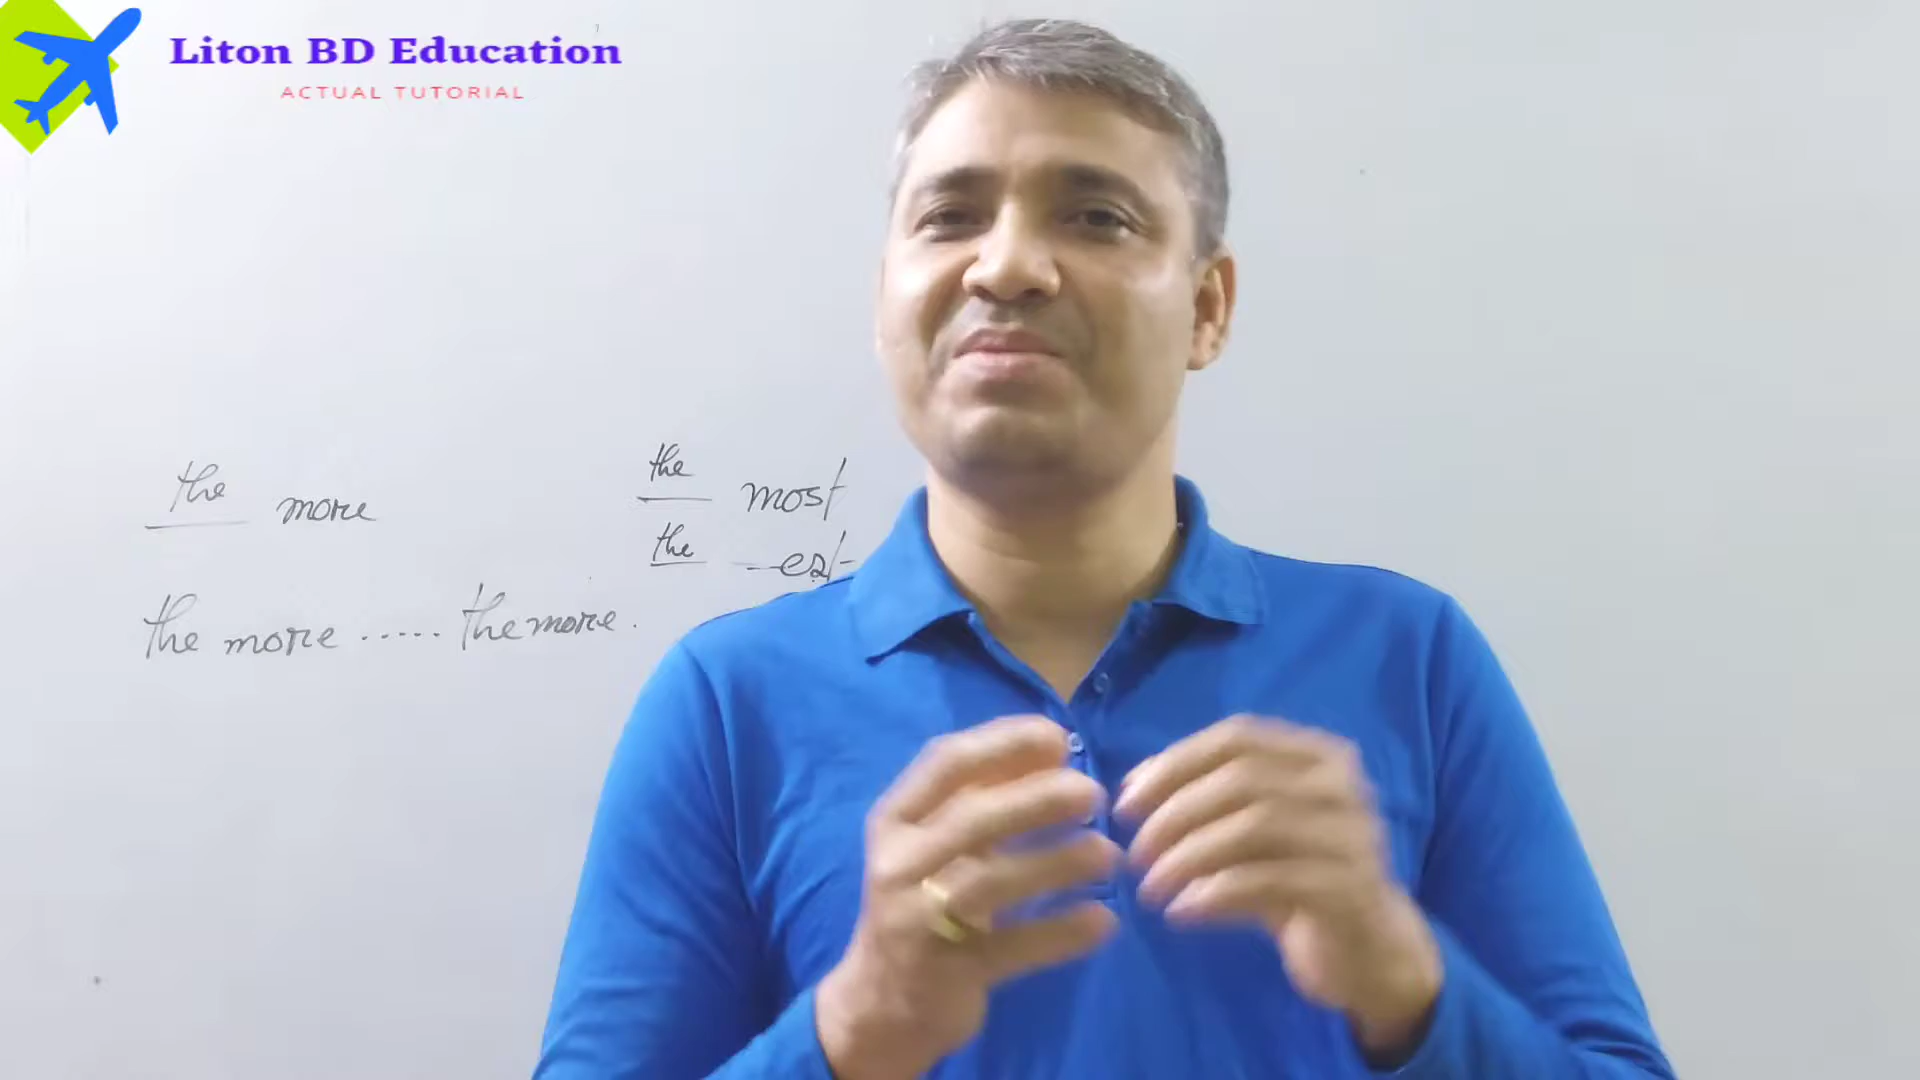 Liton BD Education
ACTUAL TUTORIAL
the more
the most
the --est
the more ..... the more.